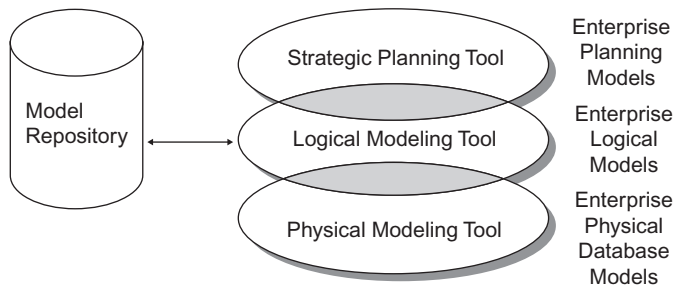 Model
Repository
Strategic Planning Tool
Logical Modeling Tool
Physical Modeling Tool
Enterprise
Planning
Models
Enterprise
Logical
Models
Enterprise
Physical
Database
Models